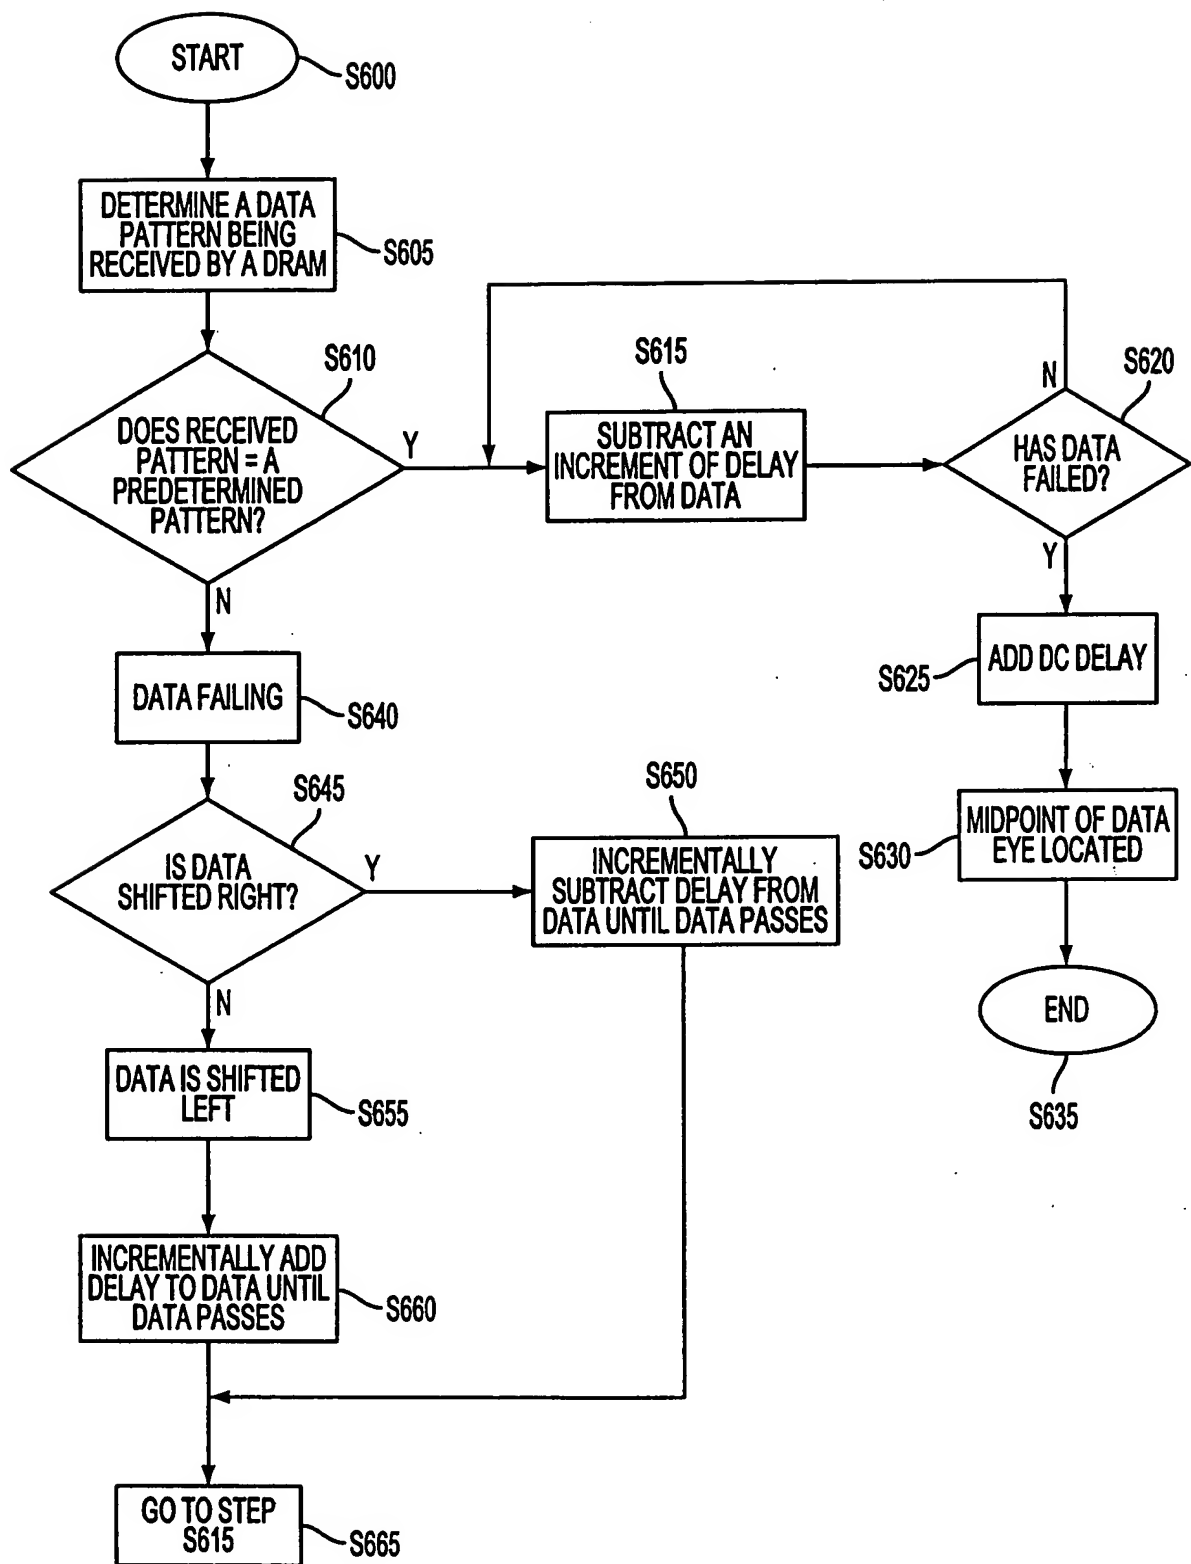 START
S600
DETERMINE A DATA
PATTERN BEING
RECEIVED BY A DRAM
S605
DOES RECEIVED
PATTERN = A
PREDETERMINED
PATTERN?
S610
Y
N
SUBTRACT AN
INCREMENT OF DELAY
FROM DATA
S615
HAS DATA
FAILED?
S620
N
Y
ADD DC DELAY
S625
MIDPOINT OF DATA
EYE LOCATED
S630
END
S635
DATA FAILING
S640
IS DATA
SHIFTED RIGHT?
S645
Y
N
INCREMENTALLY
SUBTRACT DELAY FROM
DATA UNTIL DATA PASSES
S650
DATA IS SHIFTED
LEFT
S655
INCREMENTALLY ADD
DELAY TO DATA UNTIL
DATA PASSES
S660
GO TO STEP
S615
S665